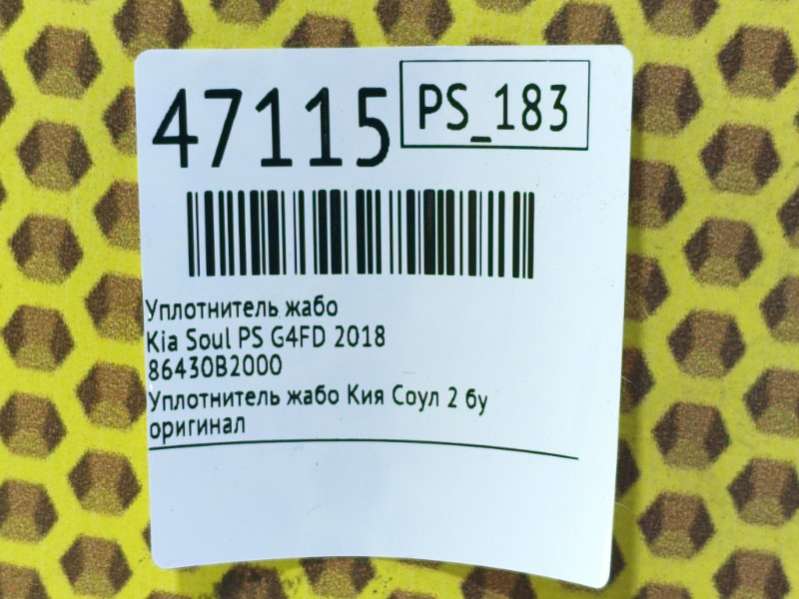 47115
PS_183
Уплотнитель жабо
Kia Soul PS G4FD 2018
86430B2000
Уплотнитель жабо Кия Соул 2 бу
оригинал